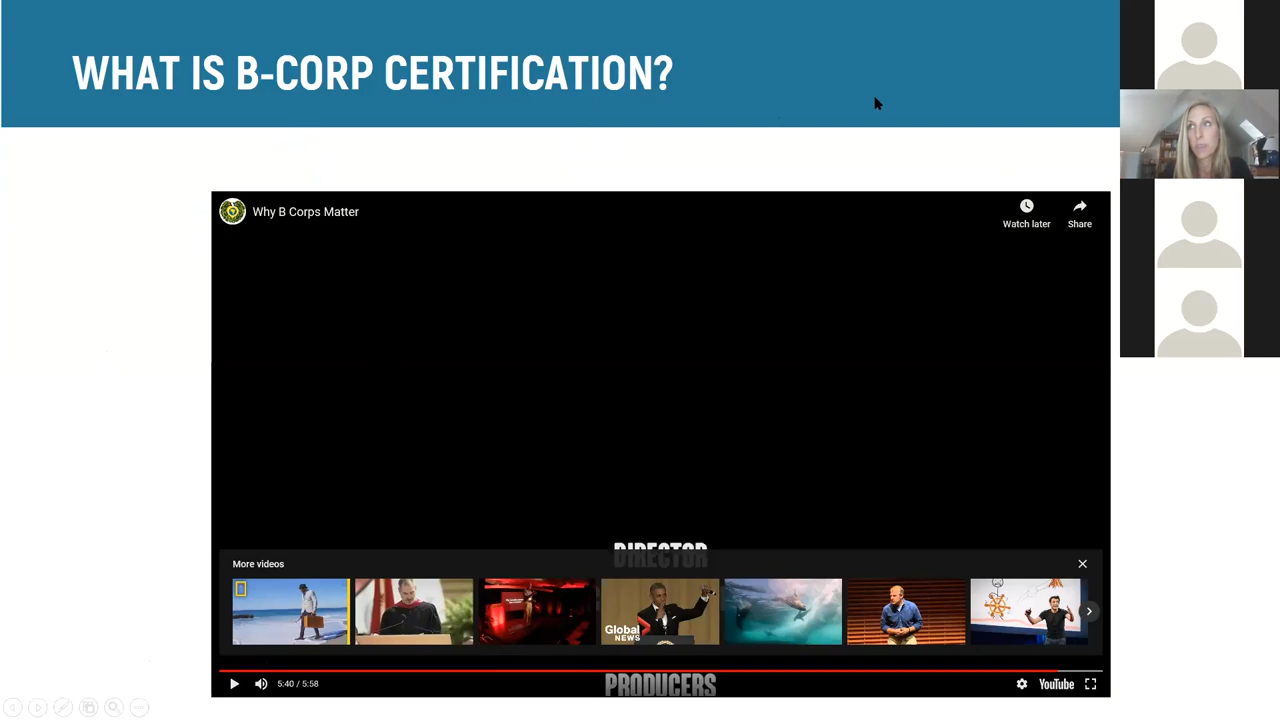 WHAT IS B-CORP CERTIFICATION?
Why B Corps Matter
Watch later
Share
DIRECTOR
More videos
Global
NEWS
5:40 / 5:58
PRODUCERS
YouTube